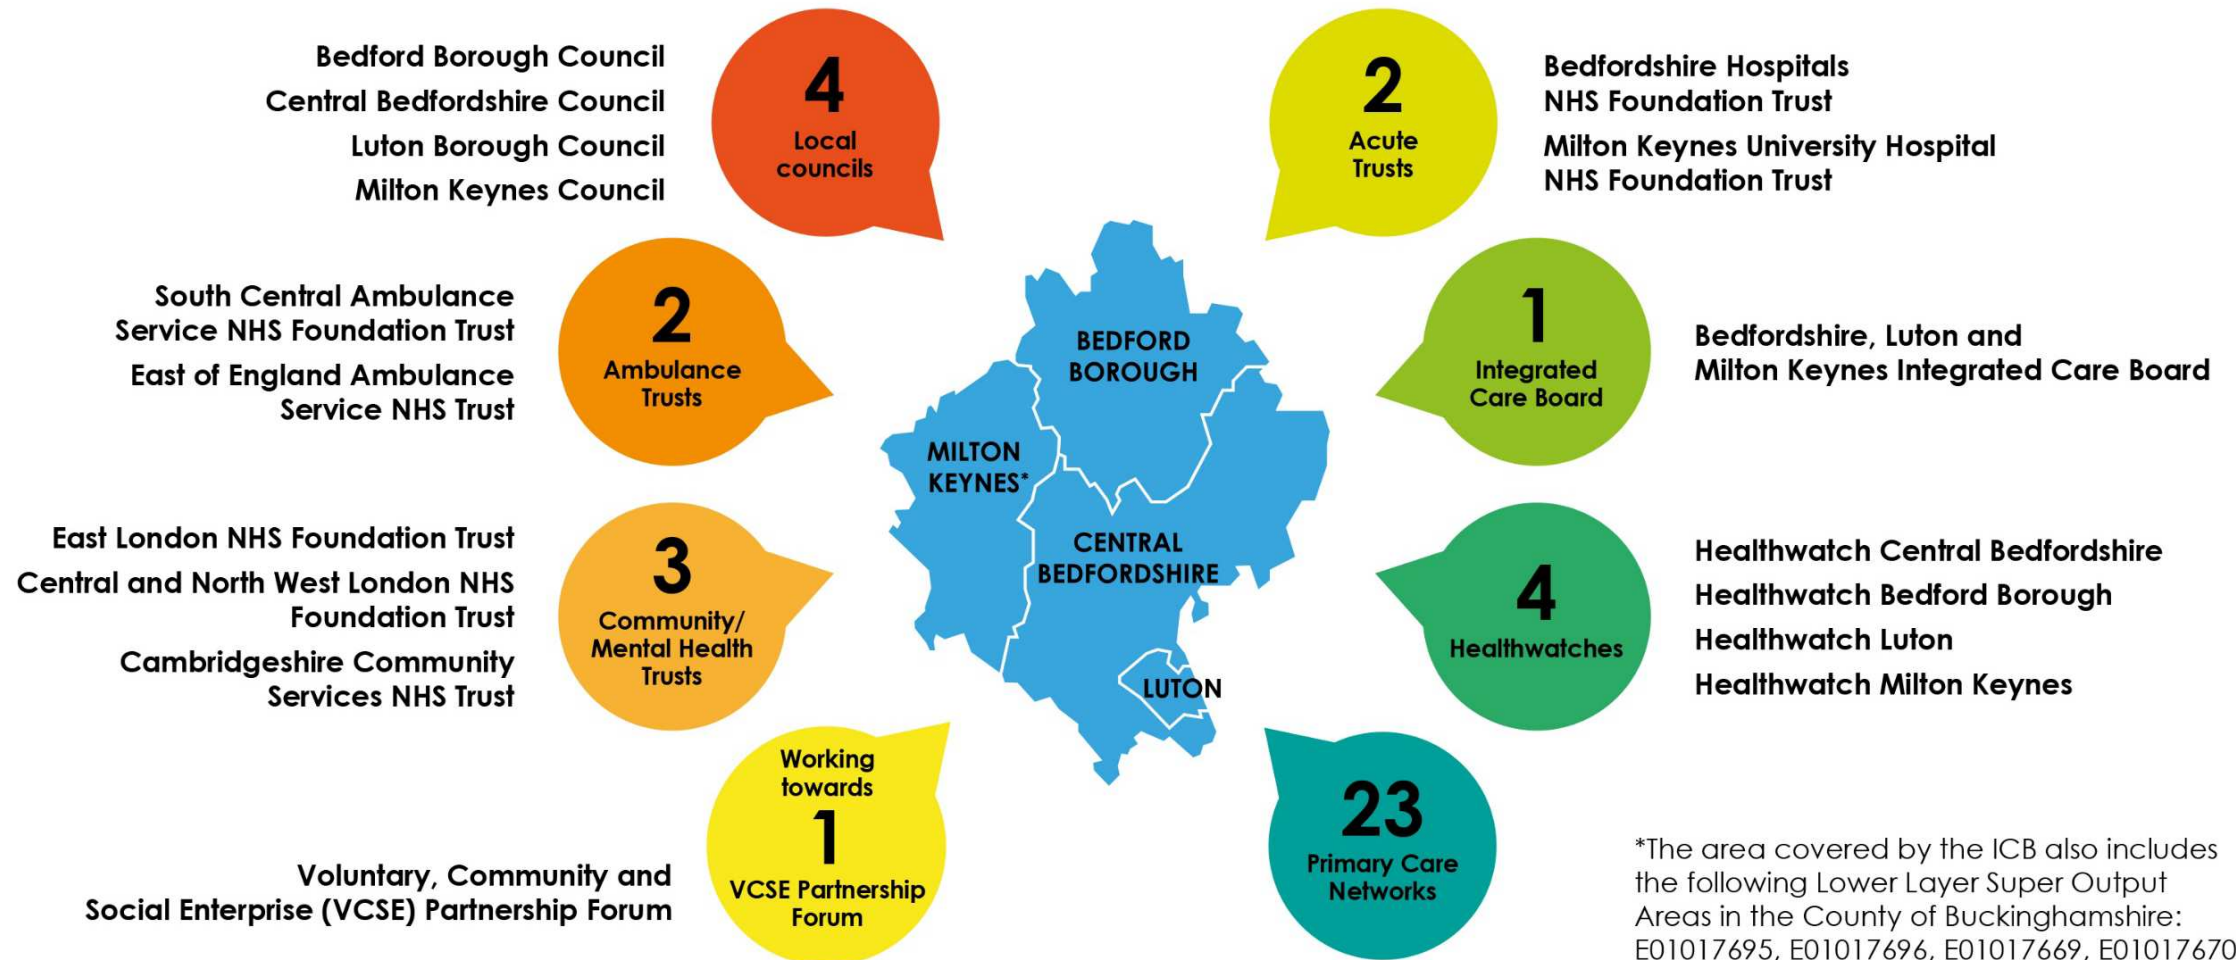 Bedford Borough Council
Central Bedfordshire Council
Luton Borough Council
Milton Keynes Council
4
Local
councils
2
Acute
Trusts
Bedfordshire Hospitals
NHS Foundation Trust
Milton Keynes University Hospital
NHS Foundation Trust
South Central Ambulance
Service NHS Foundation Trust
East of England Ambulance
Service NHS Trust
2
Ambulance
Trusts
1
Integrated
Care Board
Bedfordshire, Luton and
Milton Keynes Integrated Care Board
BEDFORD
BOROUGH
MILTON
KEYNES*
CENTRAL
BEDFORDSHIRE
LUTON
East London NHS Foundation Trust
Central and North West London NHS
Foundation Trust
Cambridgeshire Community
Services NHS Trust
3
Community/
Mental Health
Trusts
4
Healthwatches
Healthwatch Central Bedfordshire
Healthwatch Bedford Borough
Healthwatch Luton
Healthwatch Milton Keynes
Voluntary, Community and
Social Enterprise (VCSE) Partnership Forum
Working
towards
1
VCSE Partnership
Forum
23
Primary Care
Networks
*The area covered by the ICB also includes
the following Lower Layer Super Output
Areas in the County of Buckinghamshire:
E01017695, E01017696, E01017669, E01017670